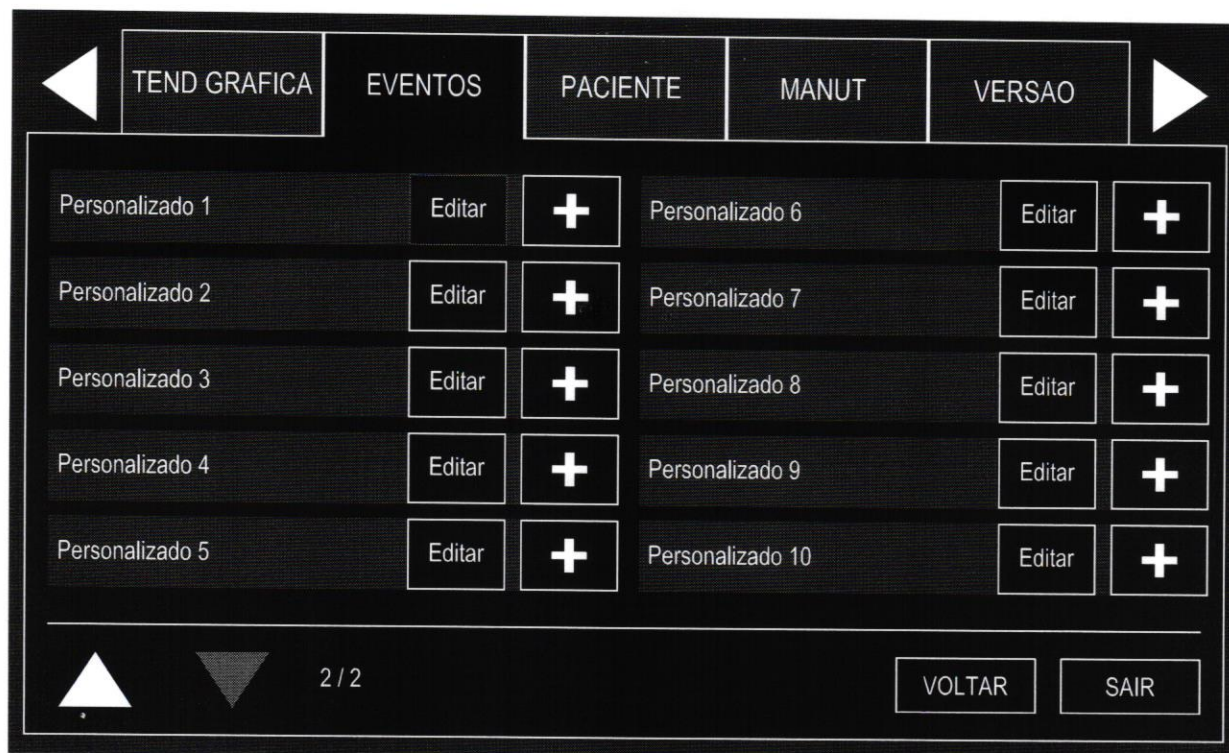 TEND GRAFICA EVENTOS PACIENTE MANUT VERSAO
Personalizado 1 Editar + Personalizado 6 Editar +
Personalizado 2 Editar + Personalizado 7 Editar +
Personalizado 3 Editar + Personalizado 8 Editar +
Personalizado 4 Editar + Personalizado 9 Editar +
Personalizado 5 Editar + Personalizado 10 Editar +
2 / 2 VOLTAR SAIR